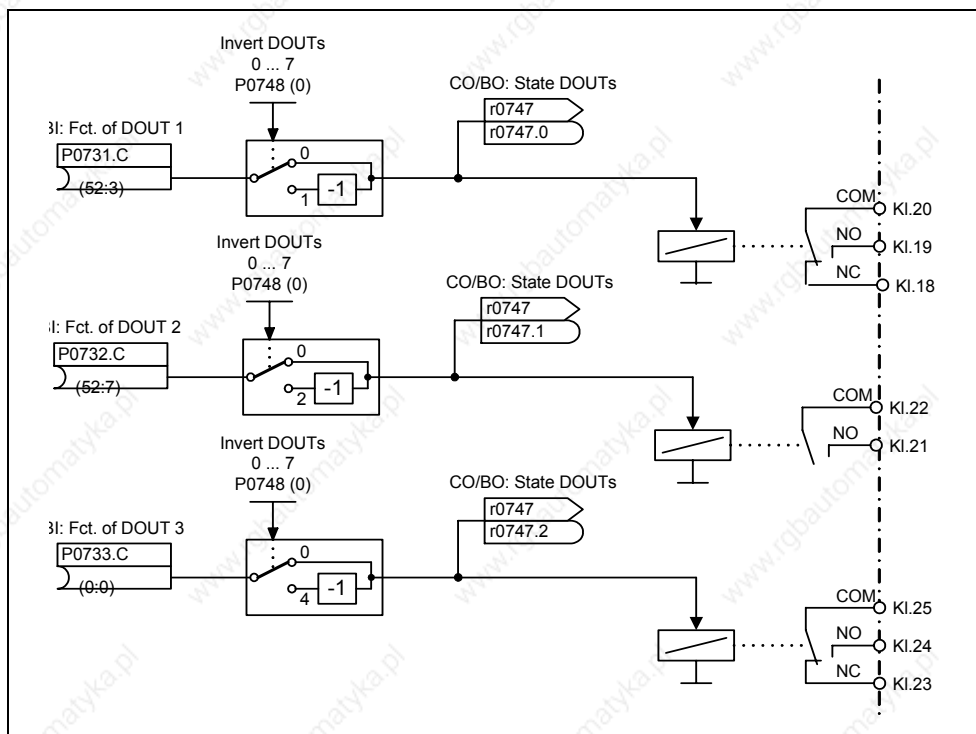 Invert DOUTs
0 ... 7
P0748 (0)
CO/BO: State DOUTs
r0747
r0747.0
BI: Fct. of DOUT 1
P0731.C
(52:3)
0
-1
1
COM
Kl.20
NO
Kl.19
NC
Kl.18
Invert DOUTs
0 ... 7
P0748 (0)
CO/BO: State DOUTs
r0747
r0747.1
BI: Fct. of DOUT 2
P0732.C
(52:7)
0
-1
2
COM
Kl.22
NO
Kl.21
Invert DOUTs
0 ... 7
P0748 (0)
CO/BO: State DOUTs
r0747
r0747.2
BI: Fct. of DOUT 3
P0733.C
(0:0)
0
-1
4
COM
Kl.25
NO
Kl.24
NC
Kl.23
www.rgbautomatyka.pl